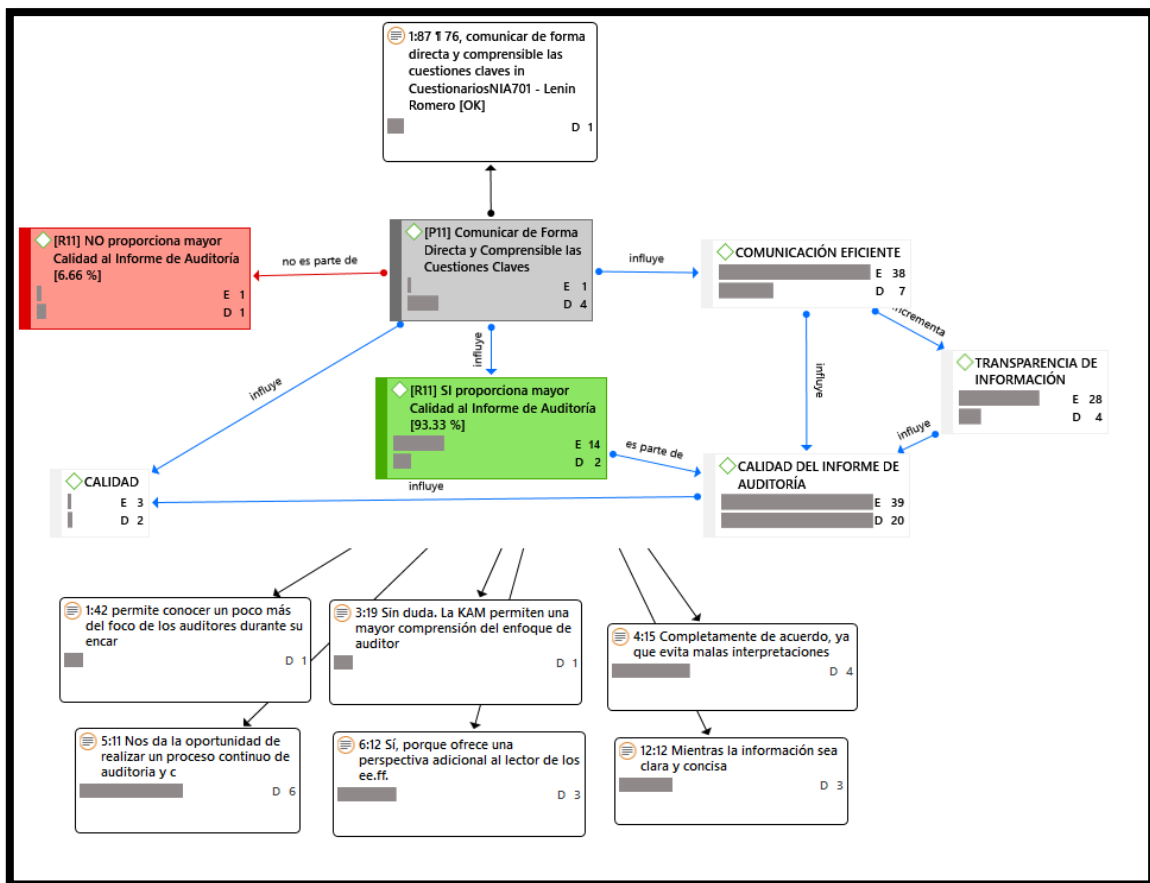 1:87 ¶ 76, comunicar de forma
directa y comprensible las
cuestiones claves in
CuestionariosNIA701 - Lenin
Romero [OK]
D 1
[R11] NO proporciona mayor
Calidad al Informe de Auditoría
[6.66 %]
E 1
D 1
no es parte de
[P11] Comunicar de Forma
Directa y Comprensible las
Cuestiones Claves
E 1
D 4
influye
COMUNICACIÓN EFICIENTE
E 38
D 7
incrementa
influye
influye
influye
TRANSPARENCIA DE
INFORMACIÓN
E 28
D 4
influye
[R11] SI proporciona mayor
Calidad al Informe de Auditoría
[93.33 %]
E 14
D 2
es parte de
CALIDAD DEL INFORME DE
AUDITORÍA
E 39
D 20
influye
CALIDAD
E 3
D 2
1:42 permite conocer un poco más
del foco de los auditores durante su
encar
D 1
3:19 Sin duda. La KAM permiten una
mayor comprensión del enfoque de
auditor
D 1
4:15 Completamente de acuerdo, ya
que evita malas interpretaciones
D 4
5:11 Nos da la oportunidad de
realizar un proceso continuo de
auditoria y c
D 6
6:12 Sí, porque ofrece una
perspectiva adicional al lector de los
ee.ff.
D 3
12:12 Mientras la información sea
clara y concisa
D 3